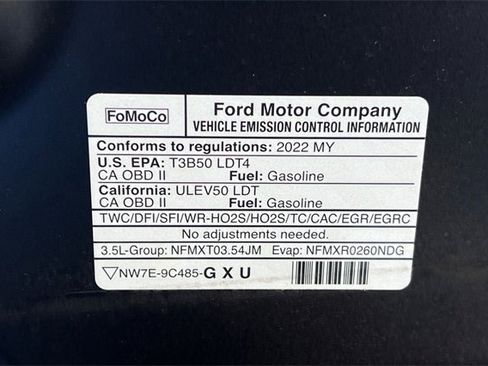 FoMoCo Ford Motor Company
VEHICLE EMISSION CONTROL INFORMATION
Conforms to regulations: 2022 MY
U.S. EPA: T3B50 LDT4
CA OBD II Fuel: Gasoline
California: ULEV50 LDT
CA OBD II Fuel: Gasoline
TWC/DFI/SFI/WR-HO2S/HO2S/TC/CAC/EGR/EGRC
No adjustments needed.
3.5L-Group: NFMXT03.54JM Evap: NFMXR0260NDG
▽NW7E-9C485-G X U